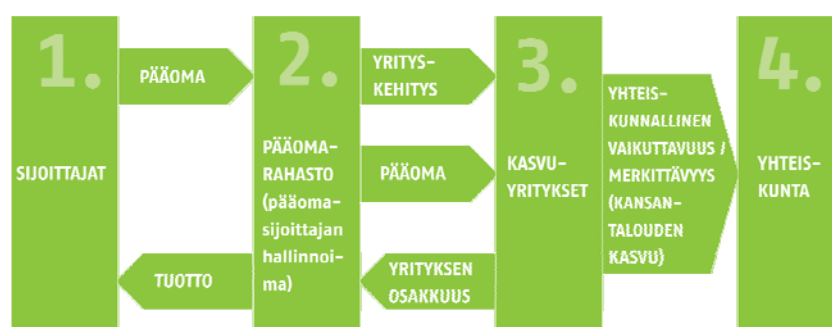 1.
SIJOITTAJAT
PÄÄOMA
TUOTTO
2.
PÄÄOMA-
RAHASTO
(pääoma-
sijoittajan
hallinnoi-
ma)
YRITYS-
KEHITYS
PÄÄOMA
YRITYKSEN
OSAKKUUS
3.
KASVU-
YRITYKSET
YHTEIS-
KUNNALLINEN
VAIKUTTAVUUS /
MERKITTÄVYYS
(KANSAN-
TALOUDEN
KASVU)
4.
YHTEIS-
KUNTA